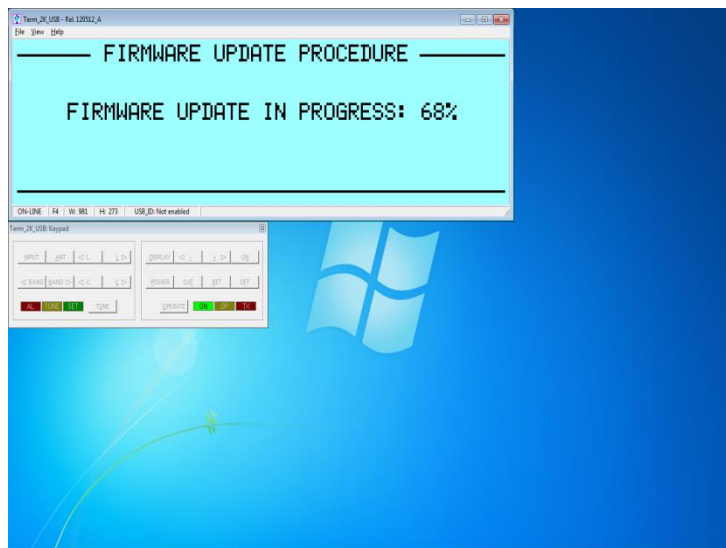 Term_2K_USB - Rel. 120512_A
File View Help
FIRMWARE UPDATE PROCEDURE
FIRMWARE UPDATE IN PROGRESS: 68%
ON-LINE F4 W: 981 H: 273 USB_ID: Not enabled
Term_2K_USB: Keypad
INPUT ANT ◁ L L ▷ DISPLAY ◁ - + ▷ ON
◁ BAND BAND ▷ ◁ C C ▷ POWER CAT SET OFF
AL TUNE SET TUNE OPERATE ON OP TX